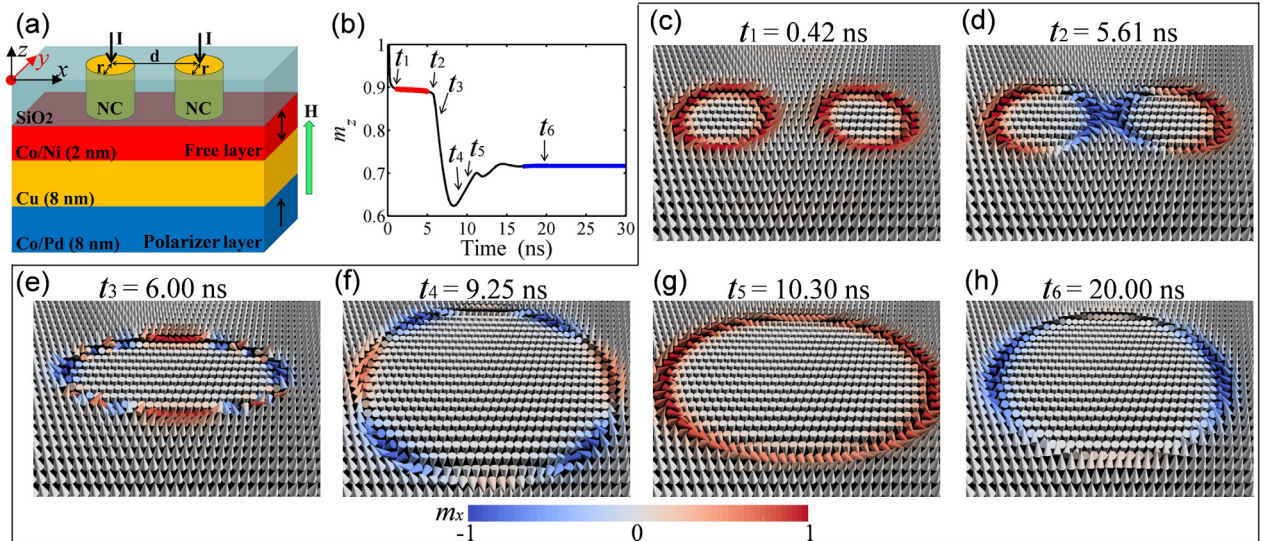 (a)
I
I
d
r
r
z
y
x
NC
NC
SiO2
H
Co/Ni (2 nm)
Free layer
Cu (8 nm)
Co/Pd (8 nm)
Polarizer layer
(b)
1
0.9
0.8
0.7
0.6
mz
t1
t2
t3
t4
t5
t6
0 5 10 15 20 25 30
Time (ns)
(c)
t1 = 0.42 ns
(d)
t2 = 5.61 ns
(e)
t3 = 6.00 ns
(f)
t4 = 9.25 ns
(g)
t5 = 10.30 ns
(h)
t6 = 20.00 ns
mx
-1 0 1